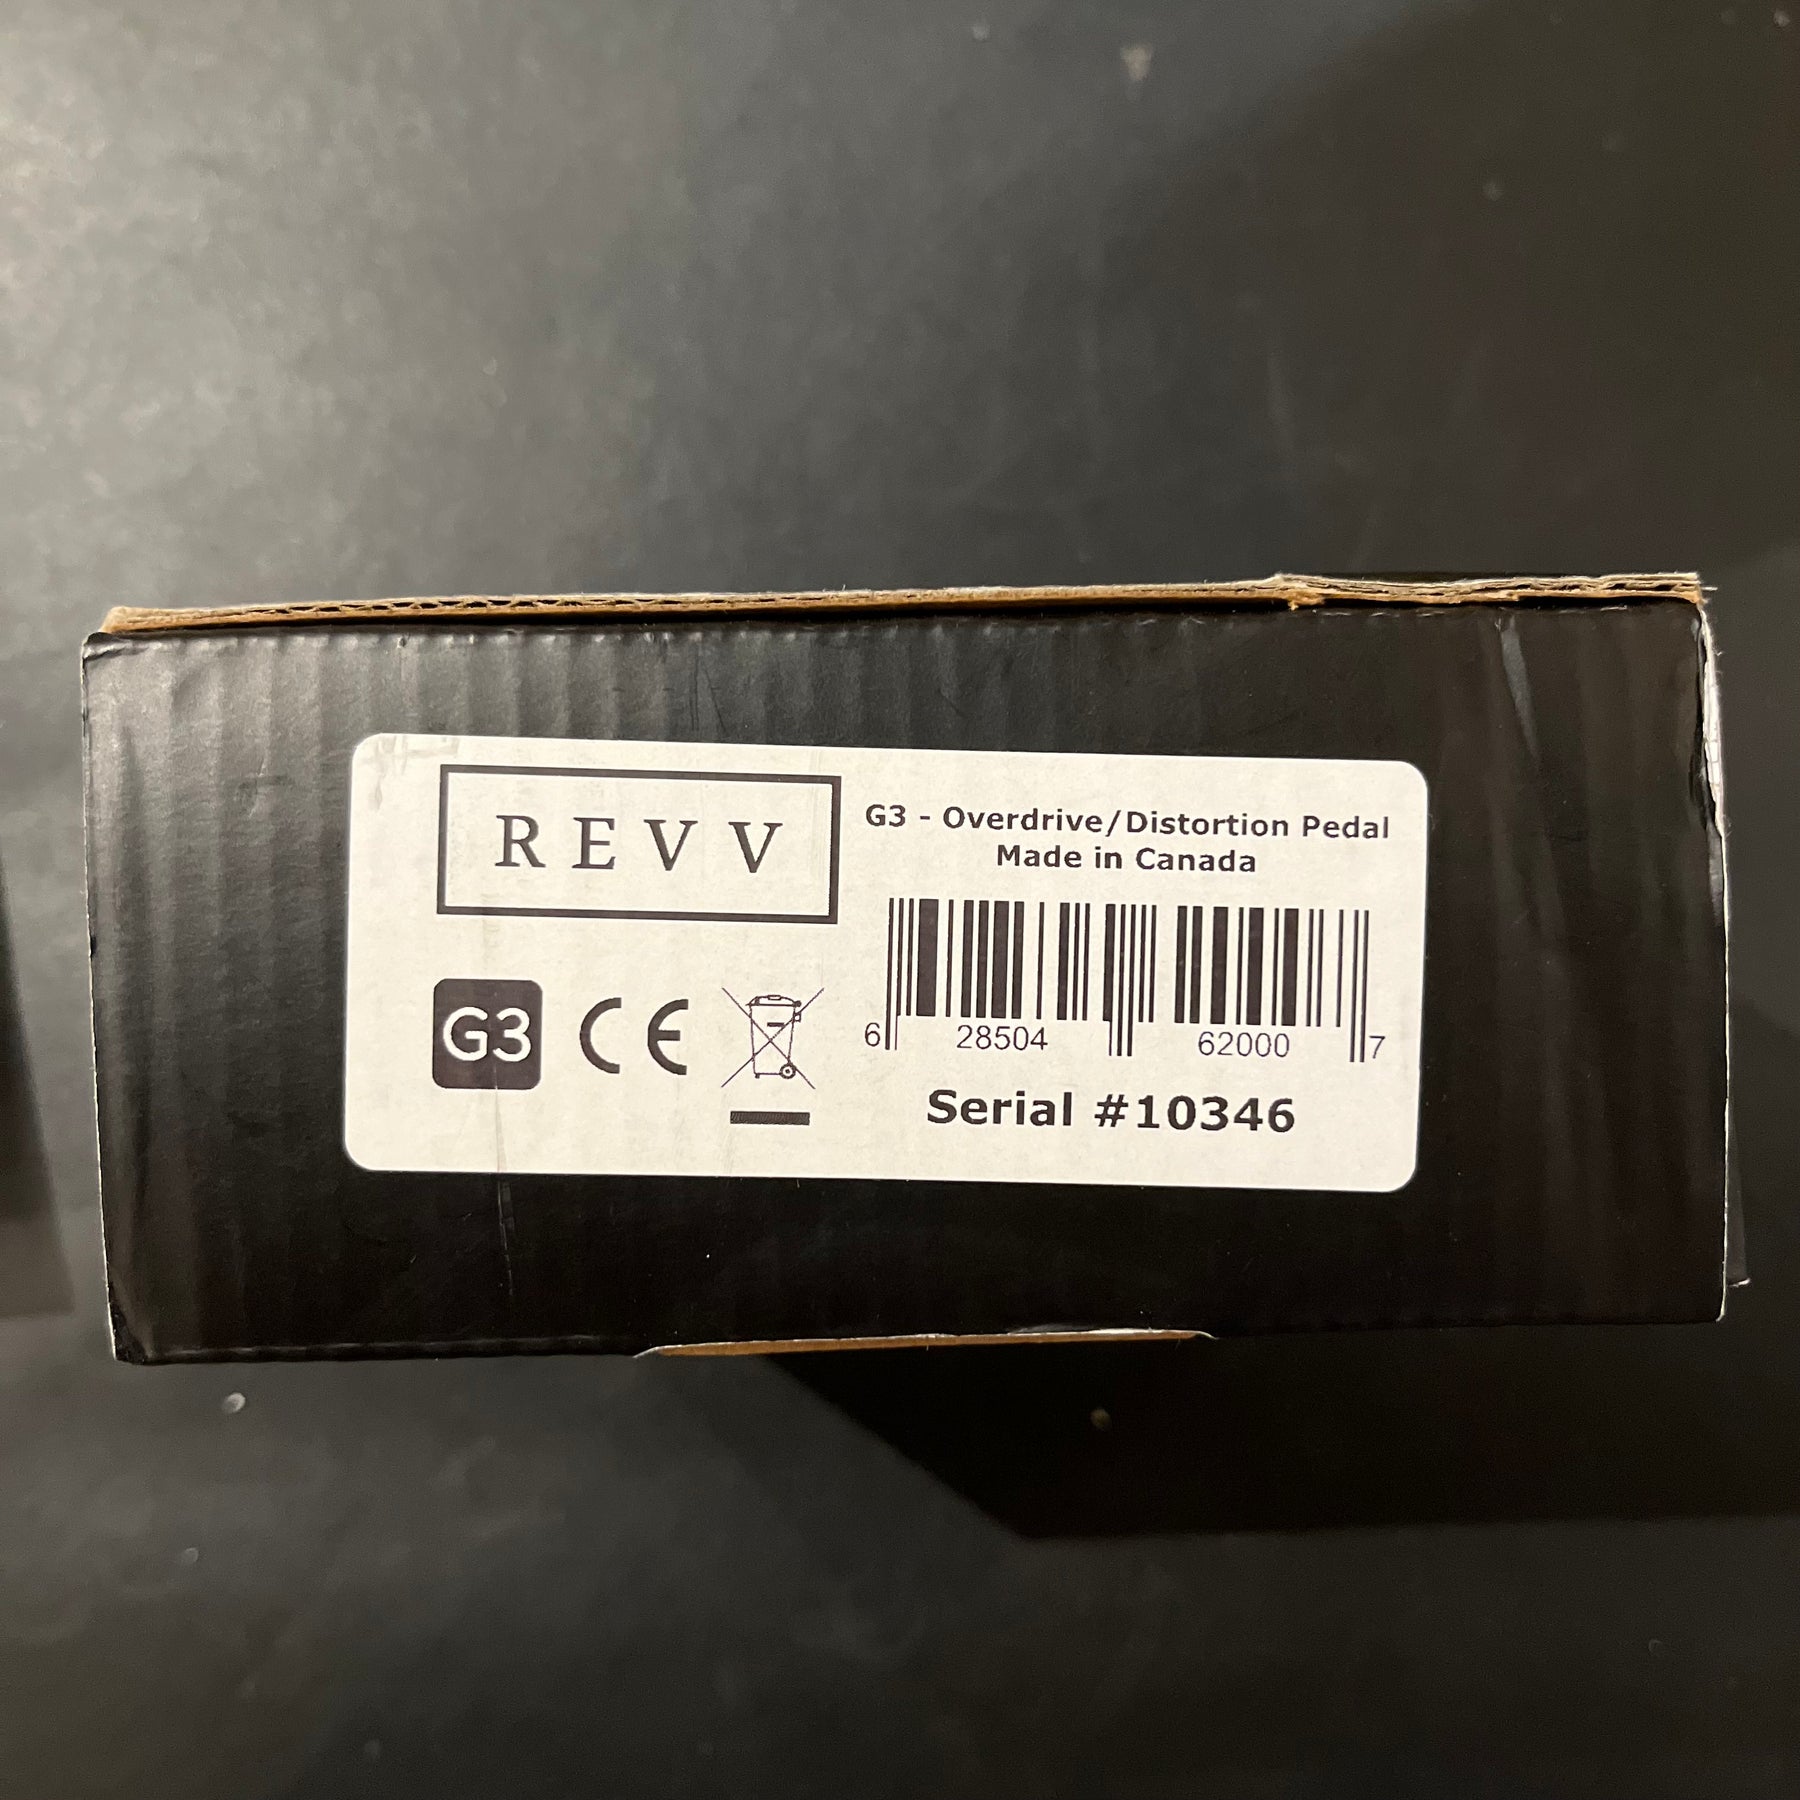 REVV
G3 - Overdrive/Distortion Pedal
Made in Canada
6 28504 62000 7
G3 CE
Serial #10346